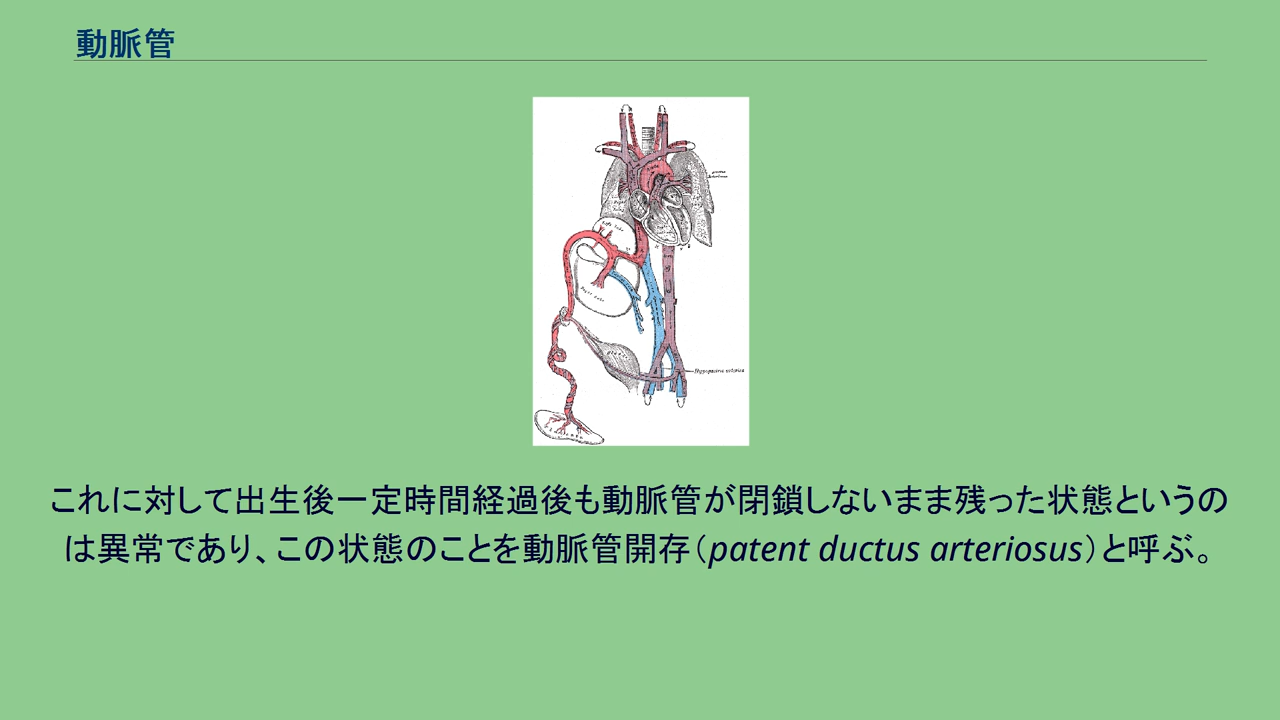 動脈管
これに対して出生後一定時間経過後も動脈管が閉鎖しないまま残った状態というの
は異常であり、この状態のことを動脈管開存（patent ductus arteriosus）と呼ぶ。